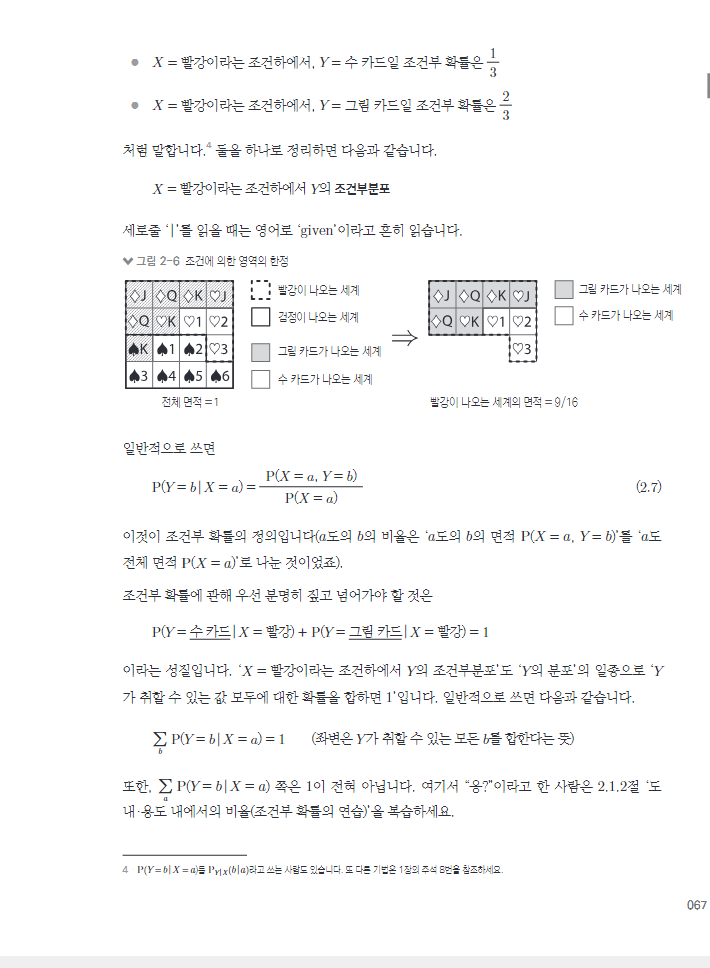 ● X = 빨강이라는 조건하에서, Y = 수 카드일 조건부 확률은 1/3
● X = 빨강이라는 조건하에서, Y = 그림 카드일 조건부 확률은 2/3
처럼 말합니다.4 둘을 하나로 정리하면 다음과 같습니다.
X = 빨강이라는 조건하에서 Y의 조건부분포
세로줄 ‘|’를 읽을 때는 영어로 ‘given’이라고 흔히 읽습니다.
그림 2-6 조건에 의한 영역의 한정
♢J ♢Q ♢K ♡J
♢Q ♡K ♡1 ♡2
♠K ♠1 ♠2 ♡3
♠3 ♠4 ♠5 ♠6
전체 면적 = 1
빨강이 나오는 세계
검정이 나오는 세계
그림 카드가 나오는 세계
수 카드가 나오는 세계
⇒
♢J ♢Q ♢K ♡J
♢Q ♡K ♡1 ♡2
♡3
빨강이 나오는 세계의 면적 = 9/16
그림 카드가 나오는 세계
수 카드가 나오는 세계
일반적으로 쓰면
P(Y = b | X = a) = P(X = a, Y = b) / P(X = a) (2.7)
이것이 조건부 확률의 정의입니다(a도의 b의 비율은 ‘a도의 b의 면적 P(X = a, Y = b)’를 ‘a도
전체 면적 P(X = a)’로 나눈 것이었죠).
조건부 확률에 관해 우선 분명히 짚고 넘어가야 할 것은
P(Y = 수 카드 | X = 빨강) + P(Y = 그림 카드 | X = 빨강) = 1
이라는 성질입니다. ‘X = 빨강이라는 조건하에서 Y의 조건부분포’도 ‘Y의 분포’의 일종으로 ‘Y
가 취할 수 있는 값 모두에 대한 확률을 합하면 1’입니다. 일반적으로 쓰면 다음과 같습니다.
∑b P(Y = b | X = a) = 1 (좌변은 Y가 취할 수 있는 모든 b를 합한다는 뜻)
또한, ∑a P(Y = b | X = a) 쪽은 1이 전혀 아닙니다. 여기서 “응?”이라고 한 사람은 2.1.2절 ‘도
내·용도 내에서의 비율(조건부 확률의 연습)’을 복습하세요.
4 P(Y = b | X = a)를 PY|X(b|a)라고 쓰는 사람도 있습니다. 또 다른 기법은 1장의 주석 8번을 참조하세요.
067